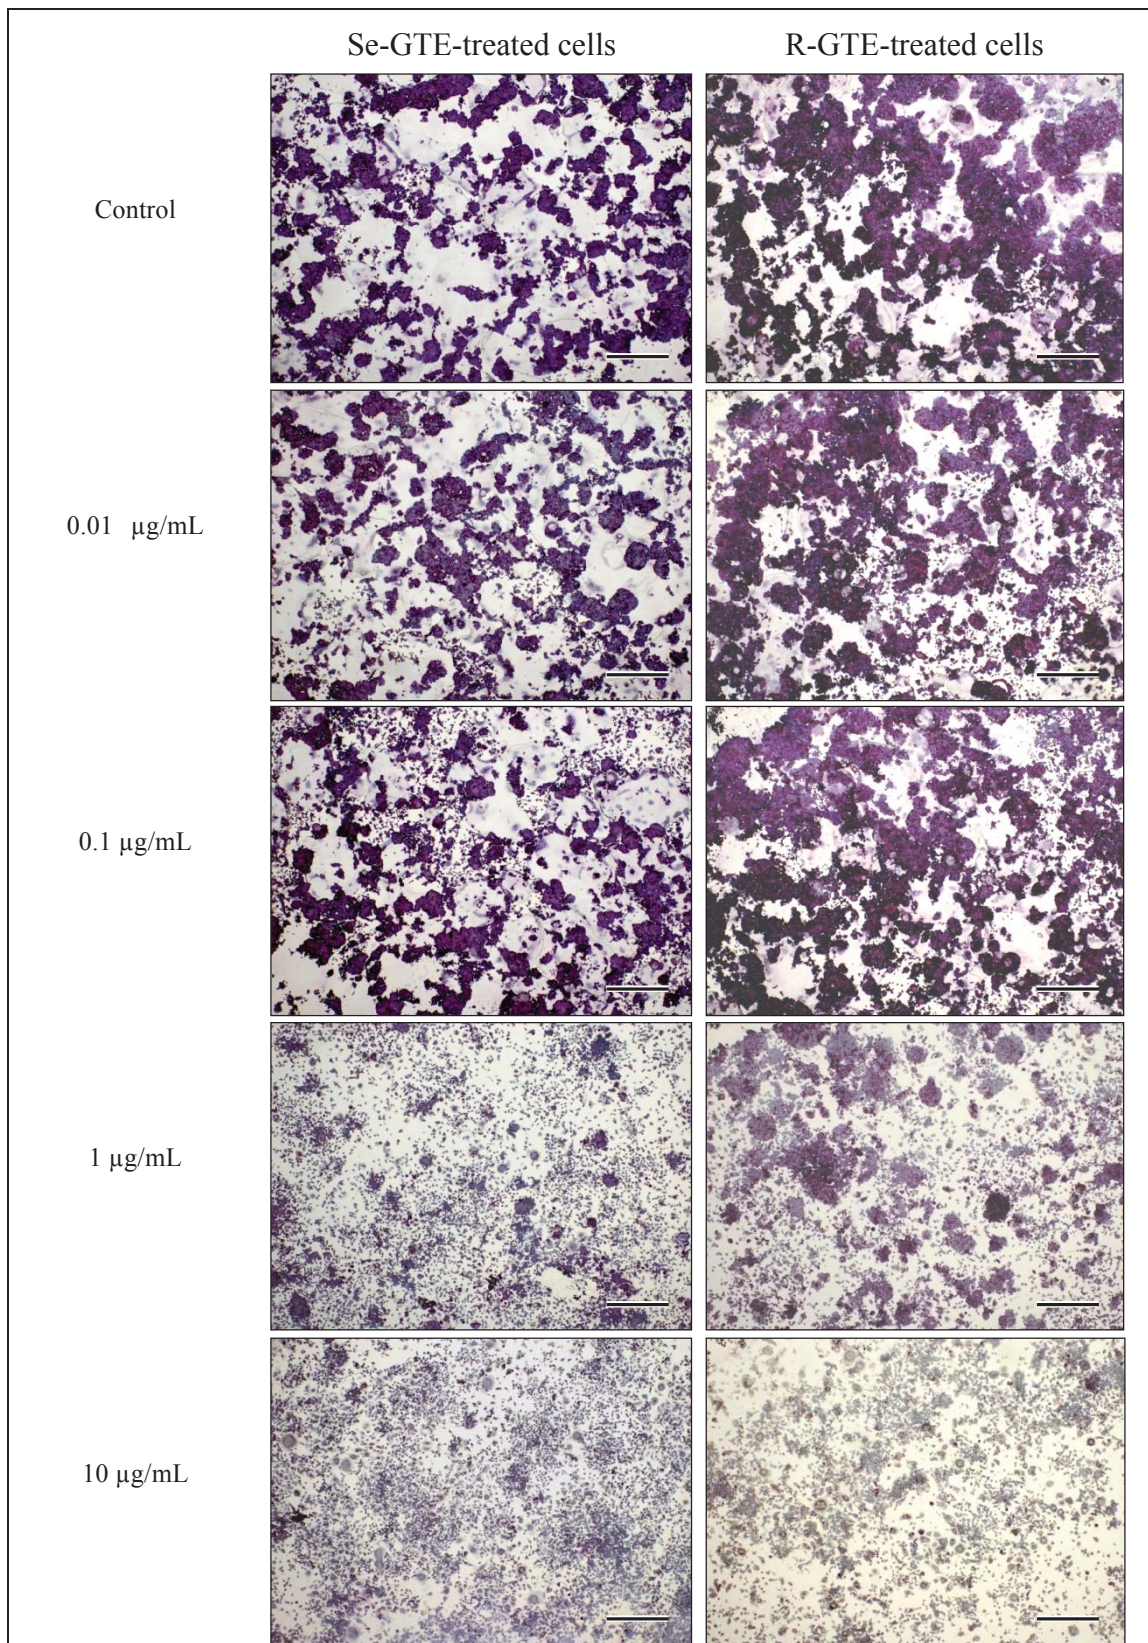 Se-GTE-treated cells R-GTE-treated cells
Control
0.01 µg/mL
0.1 µg/mL
1 µg/mL
10 µg/mL